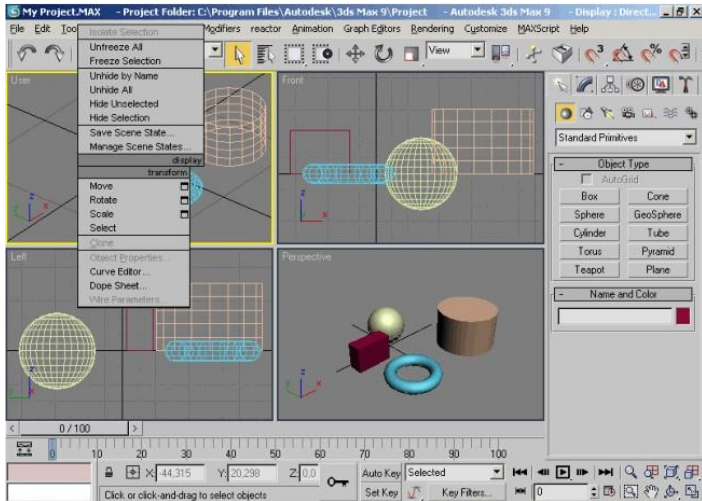 My Project.MAX - Project Folder: C:\Program Files\Autodesk\3ds Max 9\Project - Autodesk 3ds Max 9 - Display : Direct...
File Edit Too Modifiers reactor Animation Graph Editors Rendering Customize MAXScript Help
View
User
Isolate Selection
Unfreeze All
Freeze Selection
Unhide by Name
Unhide All
Hide Unselected
Hide Selection
Save Scene State...
Manage Scene States...
display
transform
Move
Rotate
Scale
Select
Clone
Object Properties...
Curve Editor...
Dope Sheet...
Wire Parameters...
Front
Left
Perspective
Standard Primitives
- Object Type
AutoGrid
Box Cone
Sphere GeoSphere
Cylinder Tube
Torus Pyramid
Teapot Plane
- Name and Color
< 0 / 100 >
0 10 20 30 40 50 60 70 80 90 100
X: -44,315 Y: 20,298 Z: 0,0
Auto Key Selected
Click or click-and-drag to select objects
Set Key Key Filters... 0